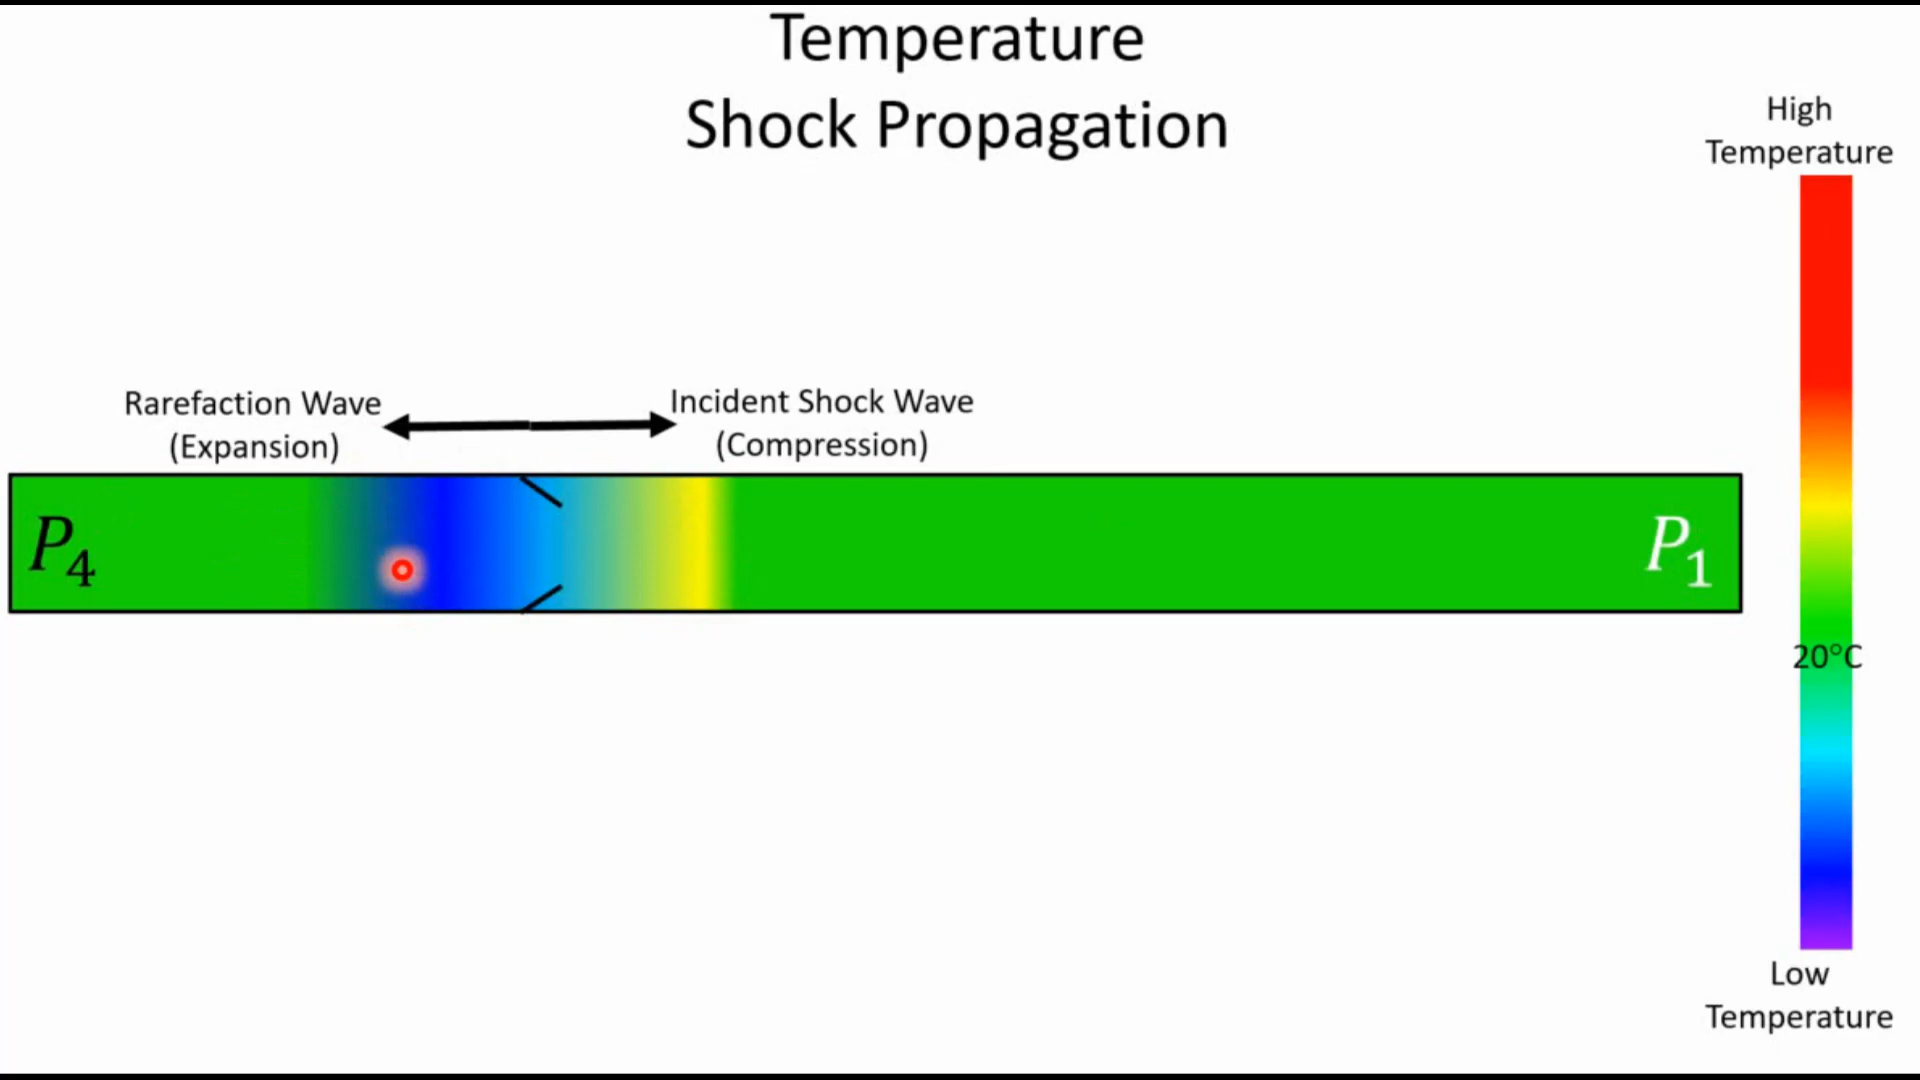 Temperature
Shock Propagation
High
Temperature
Rarefaction Wave
(Expansion)
Incident Shock Wave
(Compression)
P4
P1
20°C
Low
Temperature